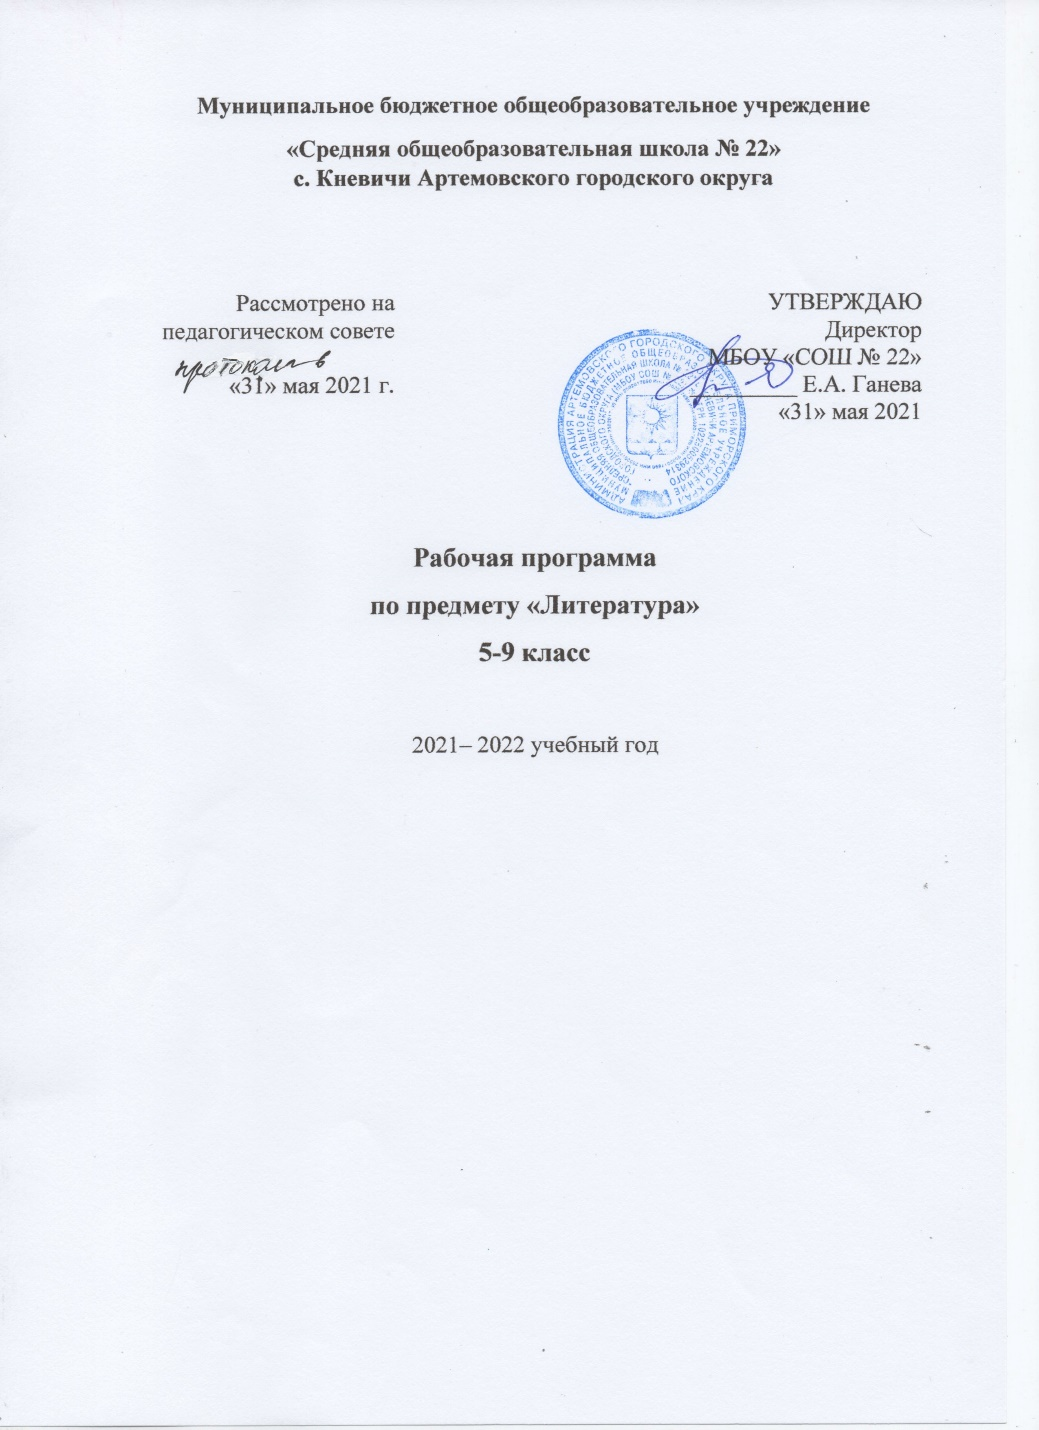 Муниципальное бюджетное общеобразовательное учреждение
«Средняя общеобразовательная школа № 22»
с. Кневичи Артемовского городского округа
Рассмотрено на
педагогическом совете
протокол
«31» мая 2021 г.
УТВЕРЖДАЮ
Директор
МБОУ «СОШ № 22»
Е.А. Ганева
«31» мая 2021
Рабочая программа
по предмету «Литература»
5-9 класс
2021– 2022 учебный год